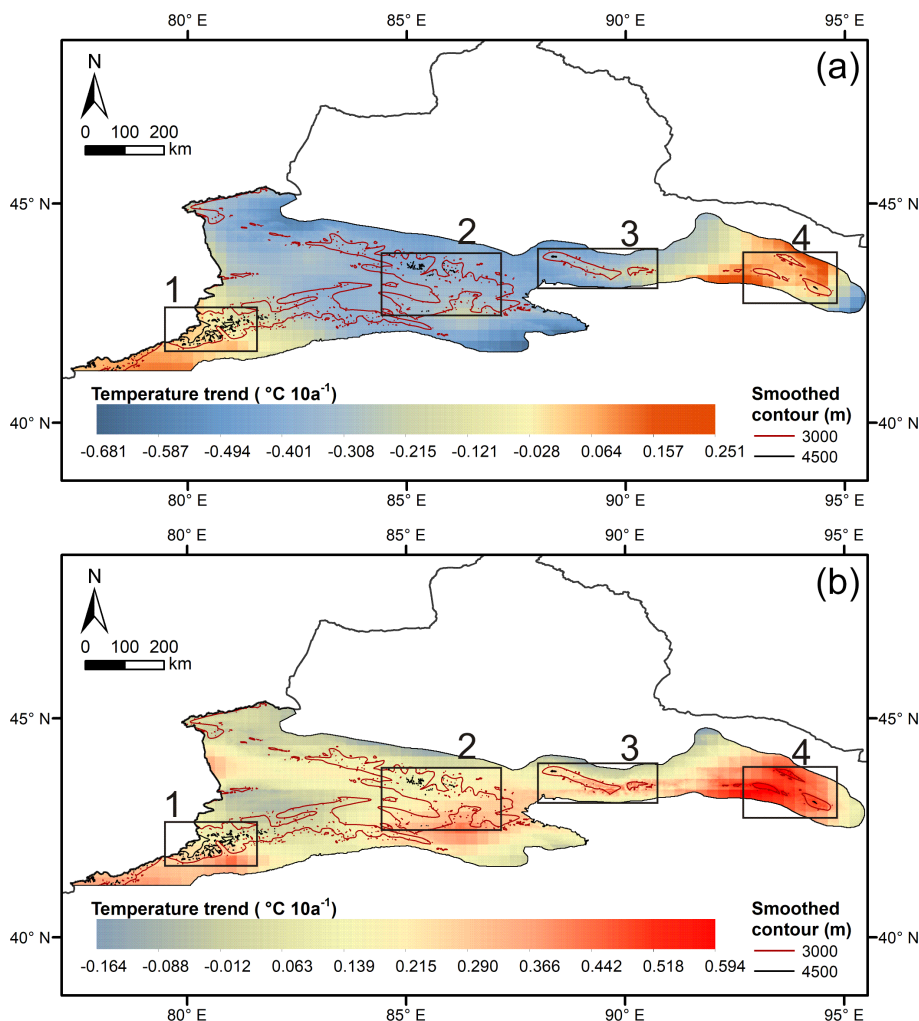 80° E 85° E 90° E 95° E
(a)
N
0 100 200
km
45° N 45° N
1 2 3 4
Temperature trend ( °C 10a⁻¹)
-0.681 -0.587 -0.494 -0.401 -0.308 -0.215 -0.121 -0.028 0.064 0.157 0.251
Smoothed
contour (m)
3000
4500
40° N 40° N
80° E 85° E 90° E 95° E
(b)
N
0 100 200
km
45° N 45° N
1 2 3 4
Temperature trend ( °C 10a⁻¹)
-0.164 -0.088 -0.012 0.063 0.139 0.215 0.290 0.366 0.442 0.518 0.594
Smoothed
contour (m)
3000
4500
40° N 40° N
80° E 85° E 90° E 95° E